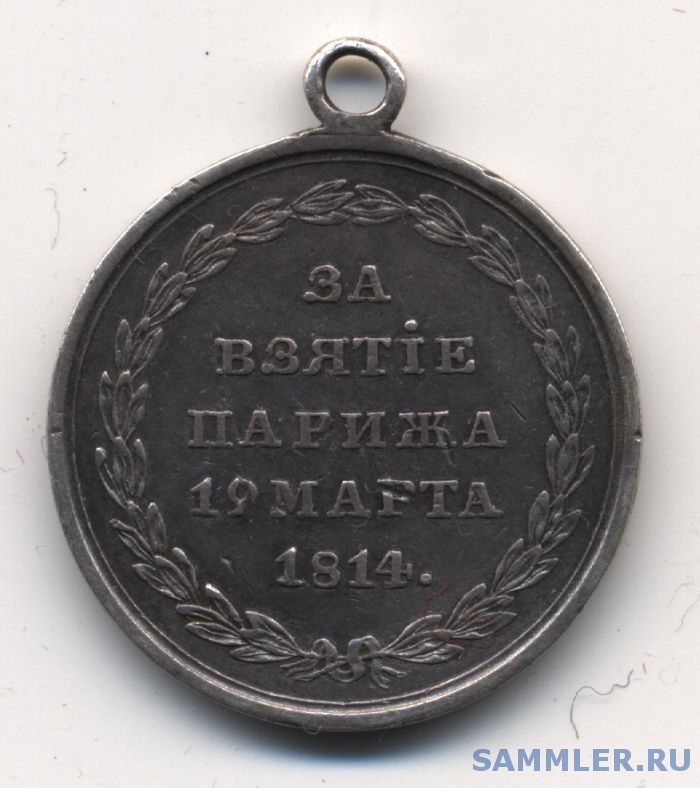 ЗА
ВЗЯТІЕ
ПАРИЖА
19 МАРТА
1814.
SAMMLER.RU